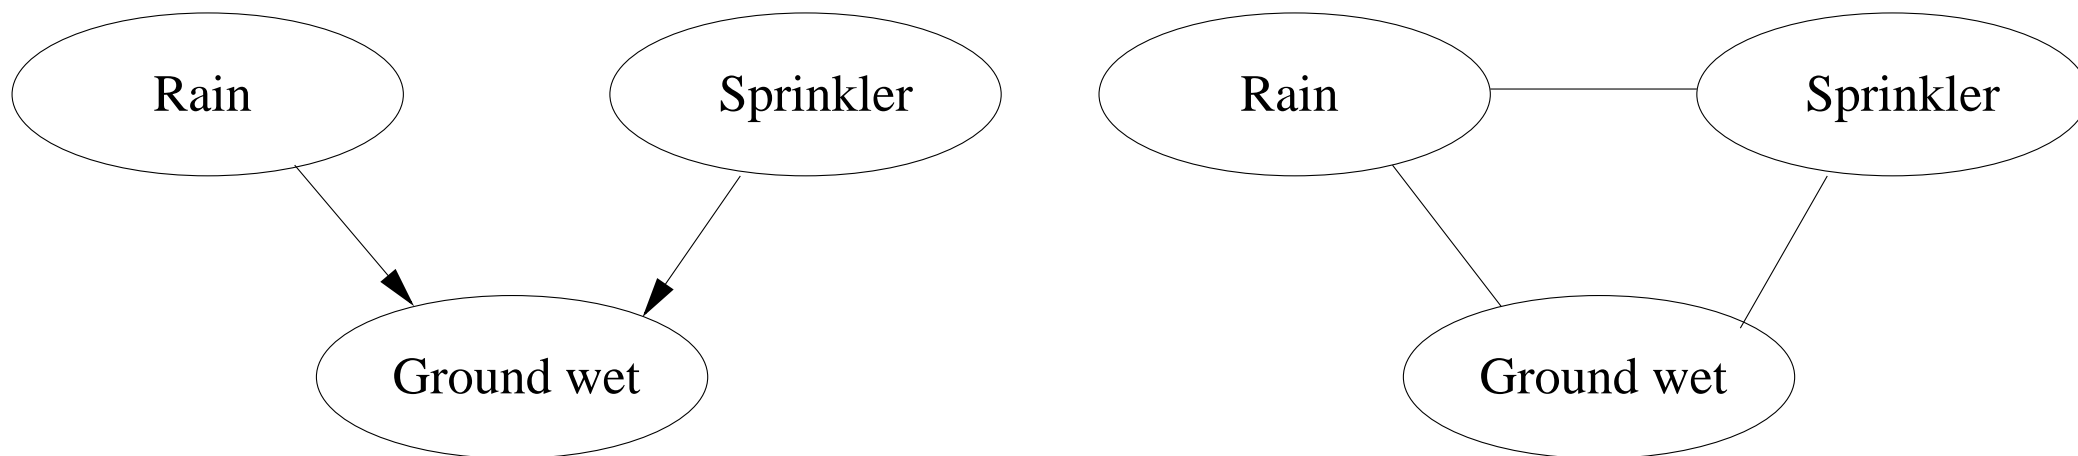 Rain
Sprinkler
Ground wet
Rain
Sprinkler
Ground wet